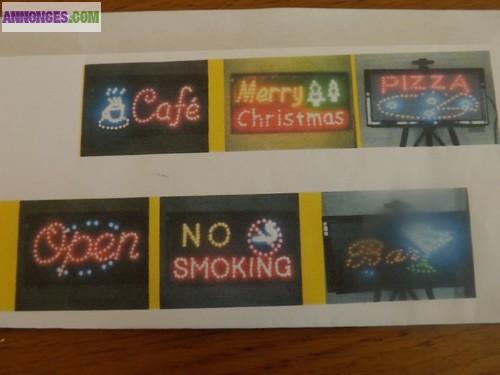 ANNONCES.COM
Café
Merry
Christmas
PIZZA
Open
NO
SMOKING
Bar